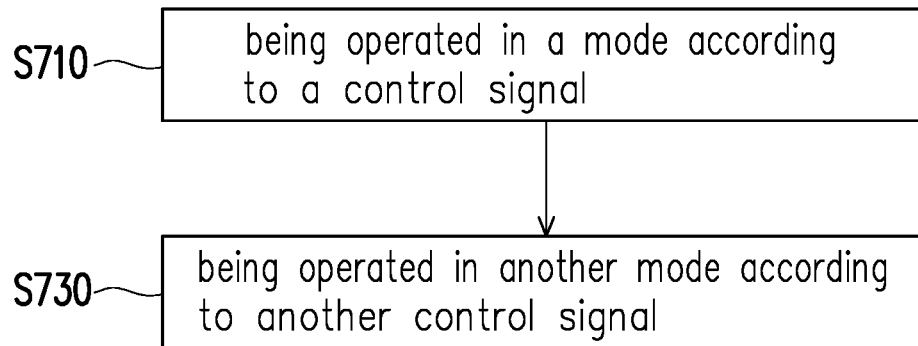 S710
being operated in a mode according
to a control signal
S730
being operated in another mode according
to another control signal